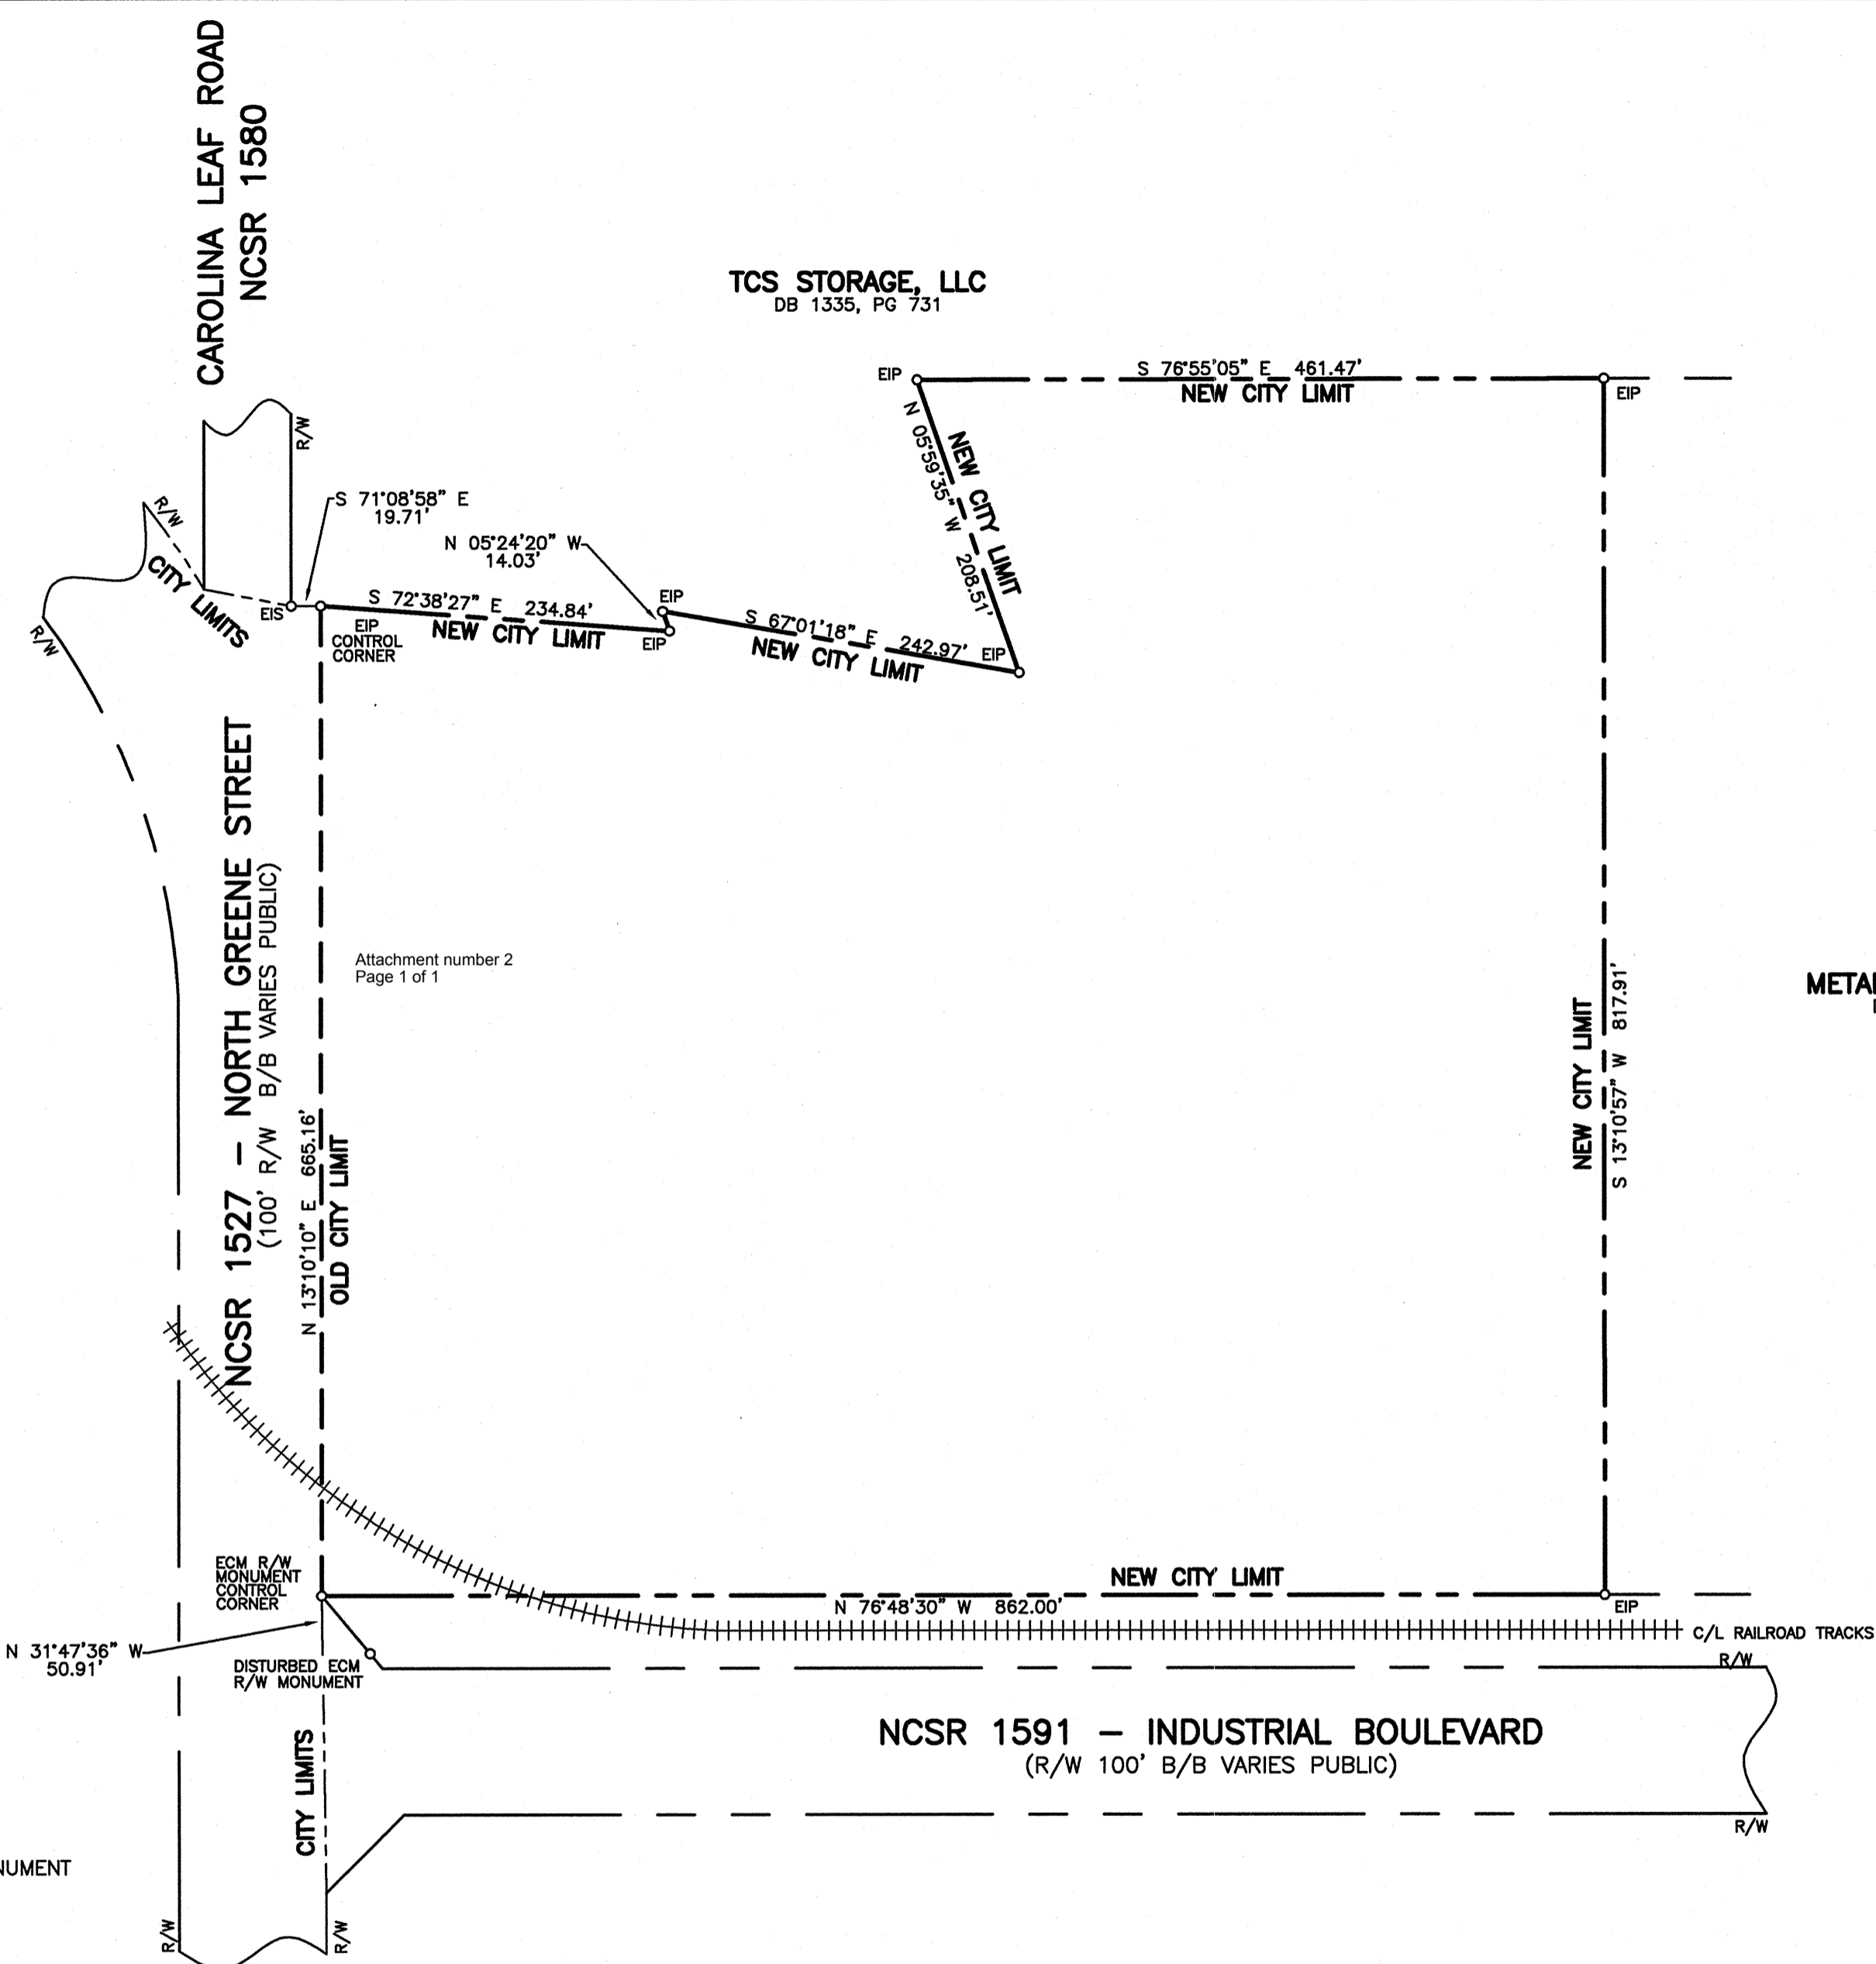 CAROLINA LEAF ROAD
NCSR 1580
TCS STORAGE, LLC
DB 1335, PG 731
EIP
S 76°55'05" E 461.47'
NEW CITY LIMIT
EIP
R/W
N 05°59'35" W 208.51'
NEW CITY LIMIT
R/W
S 71°08'58" E
19.71'
N 05°24'20" W
14.03'
CITY LIMITS
R/W
EIS
S 72°38'27" E 234.84'
NEW CITY LIMIT
EIP
CONTROL
CORNER
EIP
EIP
S 67°01'18" E 242.97'
NEW CITY LIMIT
EIP
NCSR 1527 – NORTH GREENE STREET
(100' R/W B/B VARIES PUBLIC)
Attachment number 2
Page 1 of 1
N 13°10'10" E 665.16'
OLD CITY LIMIT
NEW CITY LIMIT
S 13°10'57" W 817.91'
META
ECM R/W
MONUMENT
CONTROL
CORNER
NEW CITY LIMIT
N 76°48'30" W 862.00'
EIP
C/L RAILROAD TRACKS
N 31°47'36" W
50.91'
DISTURBED ECM
R/W MONUMENT
R/W
NCSR 1591 – INDUSTRIAL BOULEVARD
(R/W 100' B/B VARIES PUBLIC)
CITY LIMITS
R/W
NUMENT
R/W
R/W